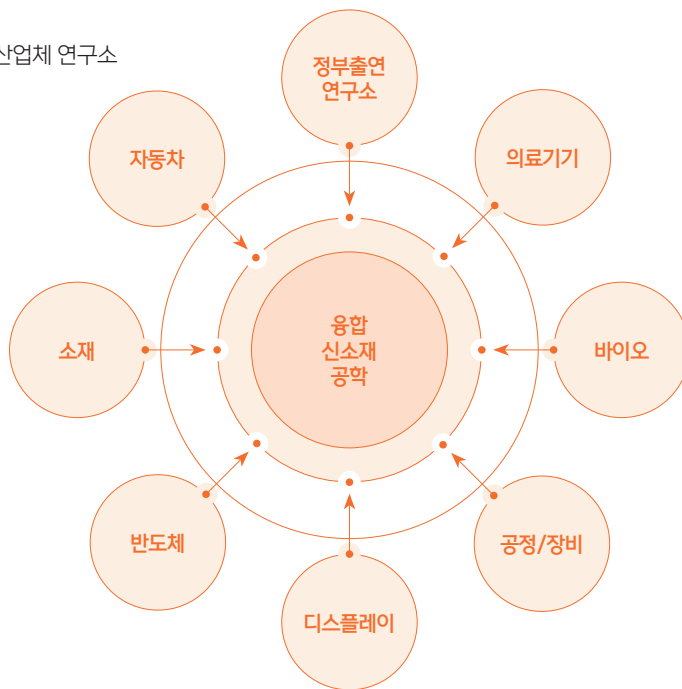 산업체 연구소
정부출연
연구소
자동차
의료기기
소재
융합
신소재
공학
바이오
반도체
공정/장비
디스플레이